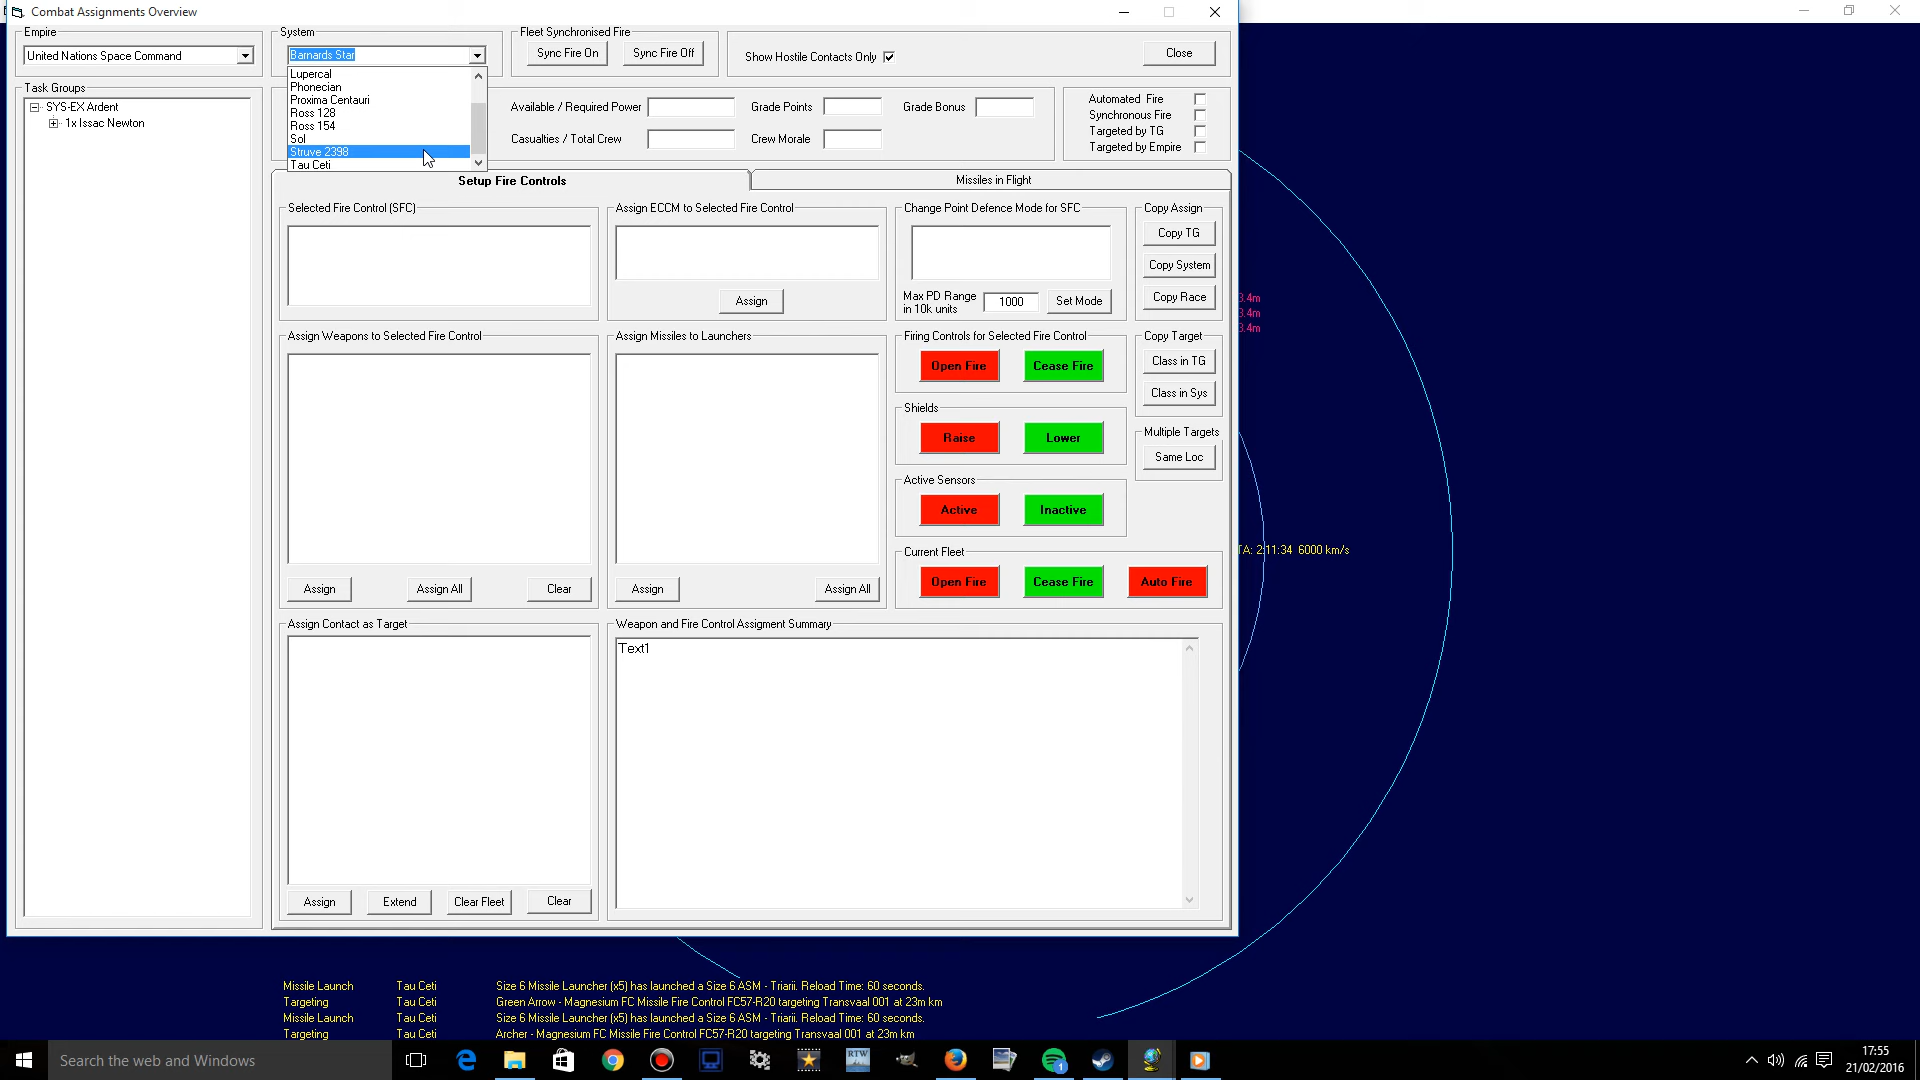 Combat Assignments Overview
Empire
United Nations Space Command
System
Barnards Star
Lupercal
Phonecian
Proxima Centauri
Ross 128
Ross 154
Sol
Struve 2398
Tau Ceti
Fleet Synchronised Fire
Sync Fire On
Sync Fire Off
Show Hostile Contacts Only
Close
Task Groups
SYS-EX Ardent
1x Issac Newton
Available / Required Power
Grade Points
Grade Bonus
Casualties / Total Crew
Crew Morale
Automated Fire
Synchronous Fire
Targeted by TG
Targeted by Empire
Setup Fire Controls
Missiles in Flight
Selected Fire Control (SFC)
Assign ECCM to Selected Fire Control
Assign
Change Point Defence Mode for SFC
Max PD Range
in 10k units
1000
Set Mode
Copy Assign
Copy TG
Copy System
Copy Race
Assign Weapons to Selected Fire Control
Assign
Assign All
Clear
Assign Missiles to Launchers
Assign
Assign All
Firing Controls for Selected Fire Control
Open Fire
Cease Fire
Copy Target
Class in TG
Class in Sys
Shields
Raise
Lower
Multiple Targets
Same Loc
Active Sensors
Active
Inactive
Current Fleet
Open Fire
Cease Fire
Auto Fire
Assign Contact as Target
Assign
Extend
Clear Fleet
Clear
Weapon and Fire Control Assigment Summary
Text1
3.4m
3.4m
3.4m
TA: 2:11:34 6000 km/s
Missile Launch Tau Ceti Size 6 Missile Launcher (x5) has launched a Size 6 ASM - Triarii. Reload Time: 60 seconds.
Targeting Tau Ceti Green Arrow - Magnesium FC Missile Fire Control FC57-R20 targeting Transvaal 001 at 23m km
Missile Launch Tau Ceti Size 6 Missile Launcher (x5) has launched a Size 6 ASM - Triarii. Reload Time: 60 seconds.
Targeting Tau Ceti Archer - Magnesium FC Missile Fire Control FC57-R20 targeting Transvaal 001 at 23m km
Search the web and Windows
RTW
1
17:55
21/02/2016